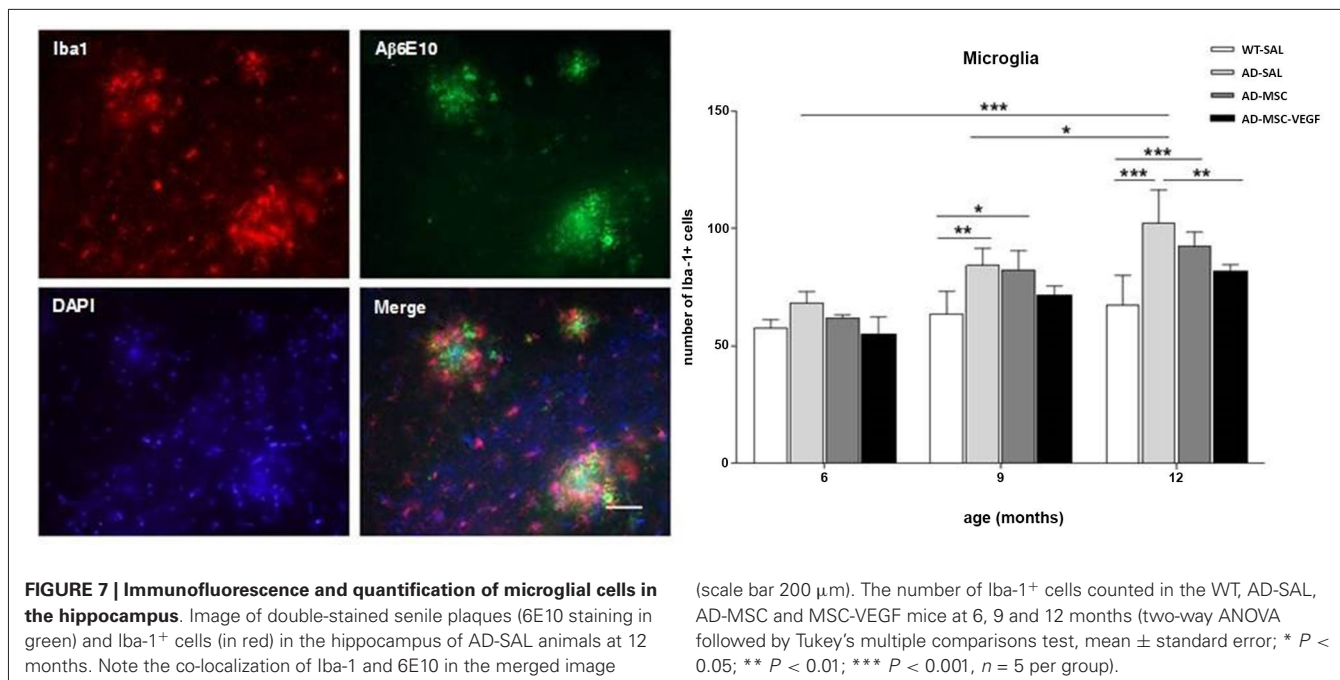 Iba1
Aβ6E10
DAPI
Merge
Microglia
WT-SAL
AD-SAL
AD-MSC
AD-MSC-VEGF
number of Iba-1+ cells
150
100
50
0
***
*
***
***
**
*
**
6
9
12
age (months)
FIGURE 7 | Immunofluorescence and quantification of microglial cells in
the hippocampus. Image of double-stained senile plaques (6E10 staining in
green) and Iba-1⁺ cells (in red) in the hippocampus of AD-SAL animals at 12
months. Note the co-localization of Iba-1 and 6E10 in the merged image
(scale bar 200 μm). The number of Iba-1⁺ cells counted in the WT, AD-SAL,
AD-MSC and MSC-VEGF mice at 6, 9 and 12 months (two-way ANOVA
followed by Tukey's multiple comparisons test, mean ± standard error; * P <
0.05; ** P < 0.01; *** P < 0.001, n = 5 per group).